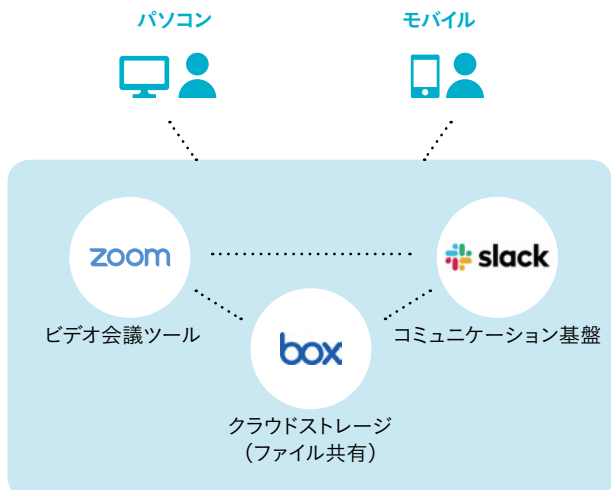 パソコン
モバイル
zoom
slack
ビデオ会議ツール
コミュニケーション基盤
box
クラウドストレージ
（ファイル共有）